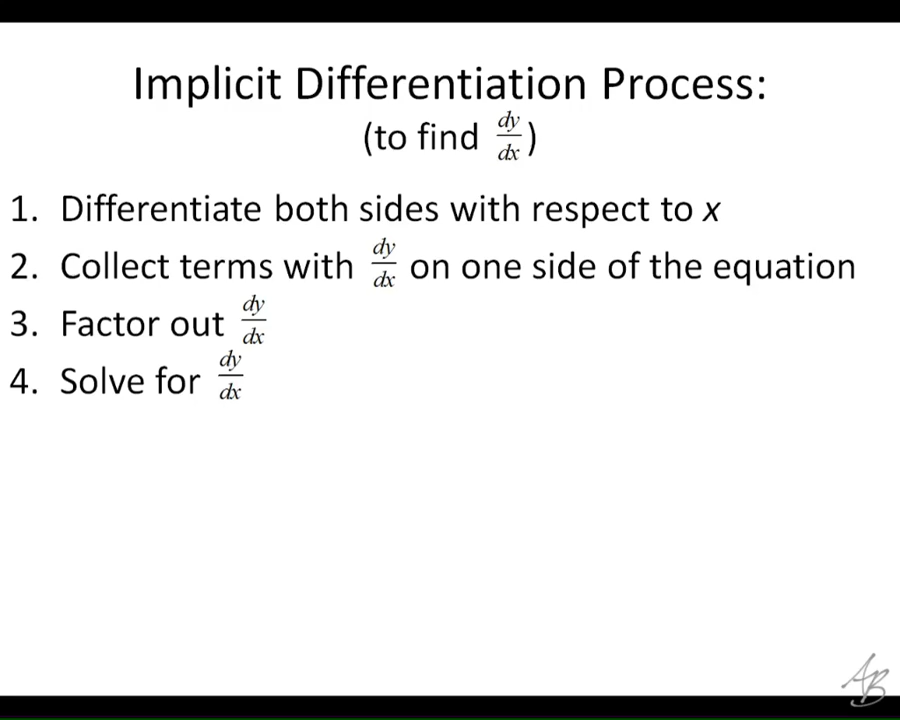 Implicit Differentiation Process:
(to find dy/dx)
1. Differentiate both sides with respect to x
2. Collect terms with dy/dx on one side of the equation
3. Factor out dy/dx
4. Solve for dy/dx
AB